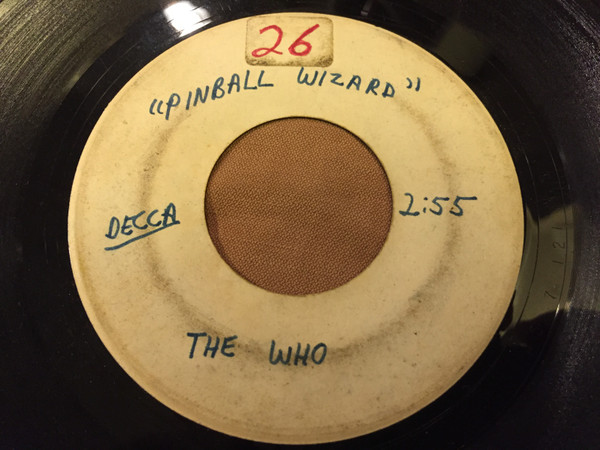 26
"PINBALL WIZARD"
DECCA
2:55
THE WHO